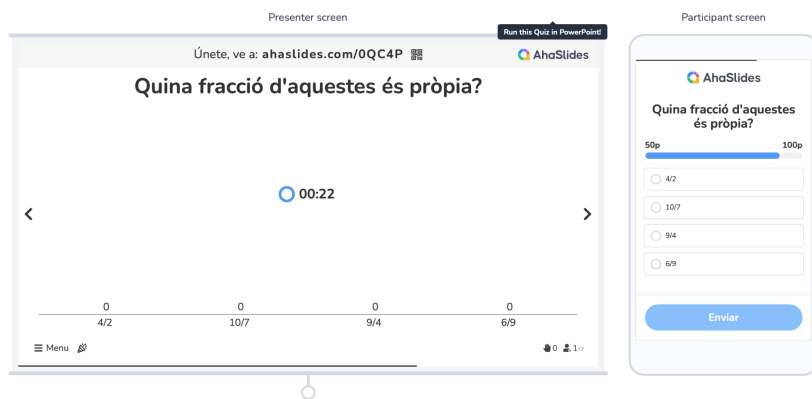 Presenter screen
Run this Quiz in PowerPoint!
Únete, ve a: ahaslides.com/0QC4P
AhaSlides
Quina fracció d'aquestes és pròpia?
00:22
0 0 0 0
4/2 10/7 9/4 6/9
Menu
0 1
Participant screen
AhaSlides
Quina fracció d'aquestes
és pròpia?
50p 100p
4/2
10/7
9/4
6/9
Enviar